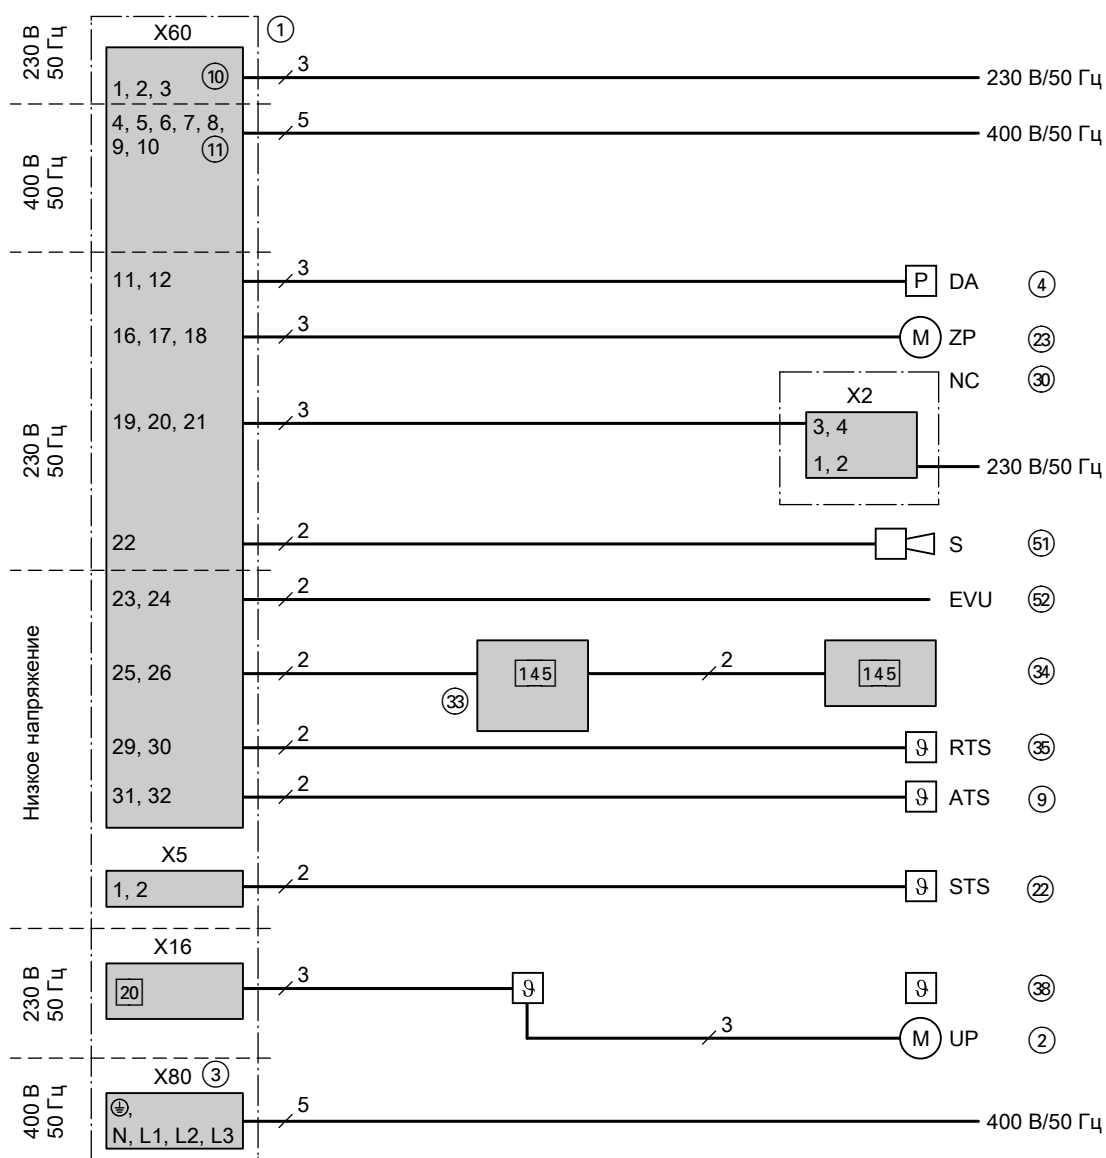 230 В
50 Гц
X60
①
1, 2, 3
⑩
3
230 В/50 Гц
400 В
50 Гц
4, 5, 6, 7, 8,
9, 10
⑪
5
400 В/50 Гц
230 В
50 Гц
11, 12
3
P
DA
④
16, 17, 18
3
M
ZP
㉓
NC
㉚
X2
19, 20, 21
3
3, 4
1, 2
230 В/50 Гц
22
2
S
51
Низкое напряжение
23, 24
2
EVU
52
25, 26
2
145
㉝
2
145
㉞
29, 30
2
ϑ
RTS
㉟
31, 32
2
ϑ
ATS
⑨
X5
1, 2
2
ϑ
STS
㉒
230 В
50 Гц
X16
20
3
ϑ
ϑ
㊳
3
M
UP
②
400 В
50 Гц
X80
③
⏚,
N, L1, L2, L3
5
400 В/50 Гц